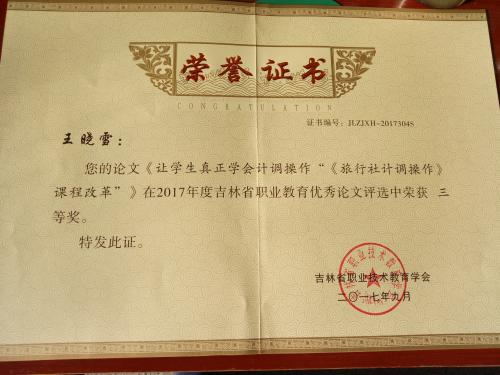 荣誉证书
CONGRATULATION
证书编号：JLZJXH-2017304S
王晓雪：
您的论文《让学生真正学会计调操作“《旅行社计调操作》
课程改革”》在2017年度吉林省职业教育优秀论文评选中荣获 三
等奖。
特发此证。
吉林省职业技术教育学会
二〇一七年九月